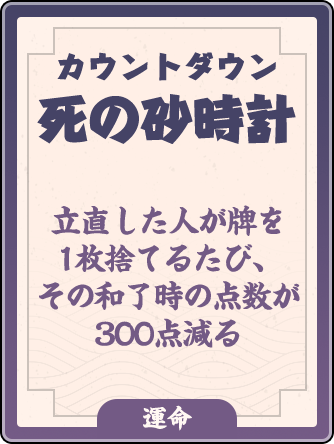 カウントダウン
死の砂時計
立直した人が牌を
1枚捨てるたび、
その和了時の点数が
300点減る
運命